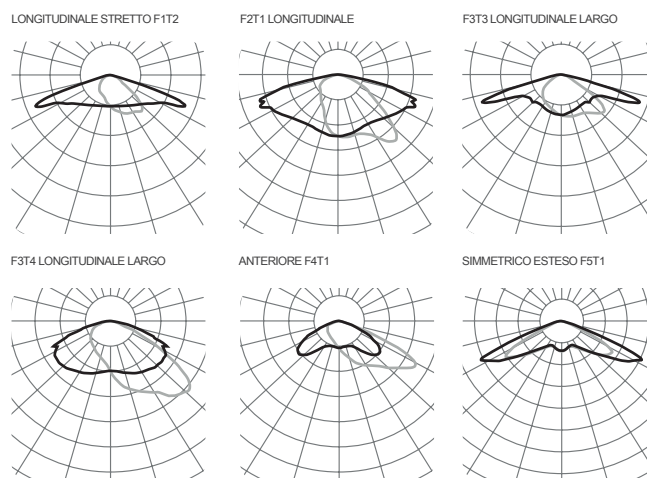 LONGITUDINALE STRETTO F1T2
F2T1 LONGITUDINALE
F3T3 LONGITUDINALE LARGO
F3T4 LONGITUDINALE LARGO
ANTERIORE F4T1
SIMMETRICO ESTESO F5T1